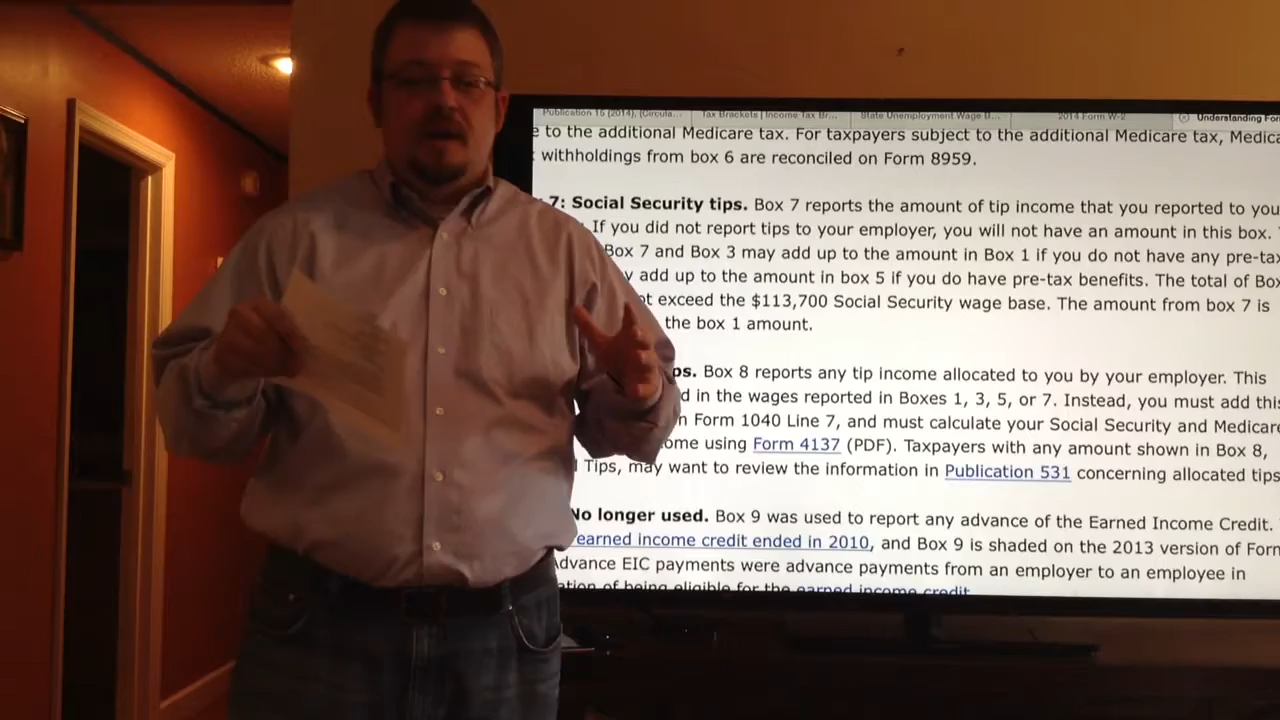 Publication 15 (2014), (Circula... Tax Brackets | Income Tax Br... State Unemployment Wage B... 2014 Form W-2 Understanding For
e to the additional Medicare tax. For taxpayers subject to the additional Medicare tax, Medica
withholdings from box 6 are reconciled on Form 8959.
7: Social Security tips. Box 7 reports the amount of tip income that you reported to you
If you did not report tips to your employer, you will not have an amount in this box.
Box 7 and Box 3 may add up to the amount in Box 1 if you do not have any pre-tax
y add up to the amount in box 5 if you do have pre-tax benefits. The total of Box
ot exceed the $113,700 Social Security wage base. The amount from box 7 is
the box 1 amount.
ps. Box 8 reports any tip income allocated to you by your employer. This
d in the wages reported in Boxes 1, 3, 5, or 7. Instead, you must add this
n Form 1040 Line 7, and must calculate your Social Security and Medicare
ome using Form 4137 (PDF). Taxpayers with any amount shown in Box 8,
l Tips, may want to review the information in Publication 531 concerning allocated tips
No longer used. Box 9 was used to report any advance of the Earned Income Credit.
earned income credit ended in 2010, and Box 9 is shaded on the 2013 version of Form
Advance EIC payments were advance payments from an employer to an employee in
ation of being eligible for the earned income credit